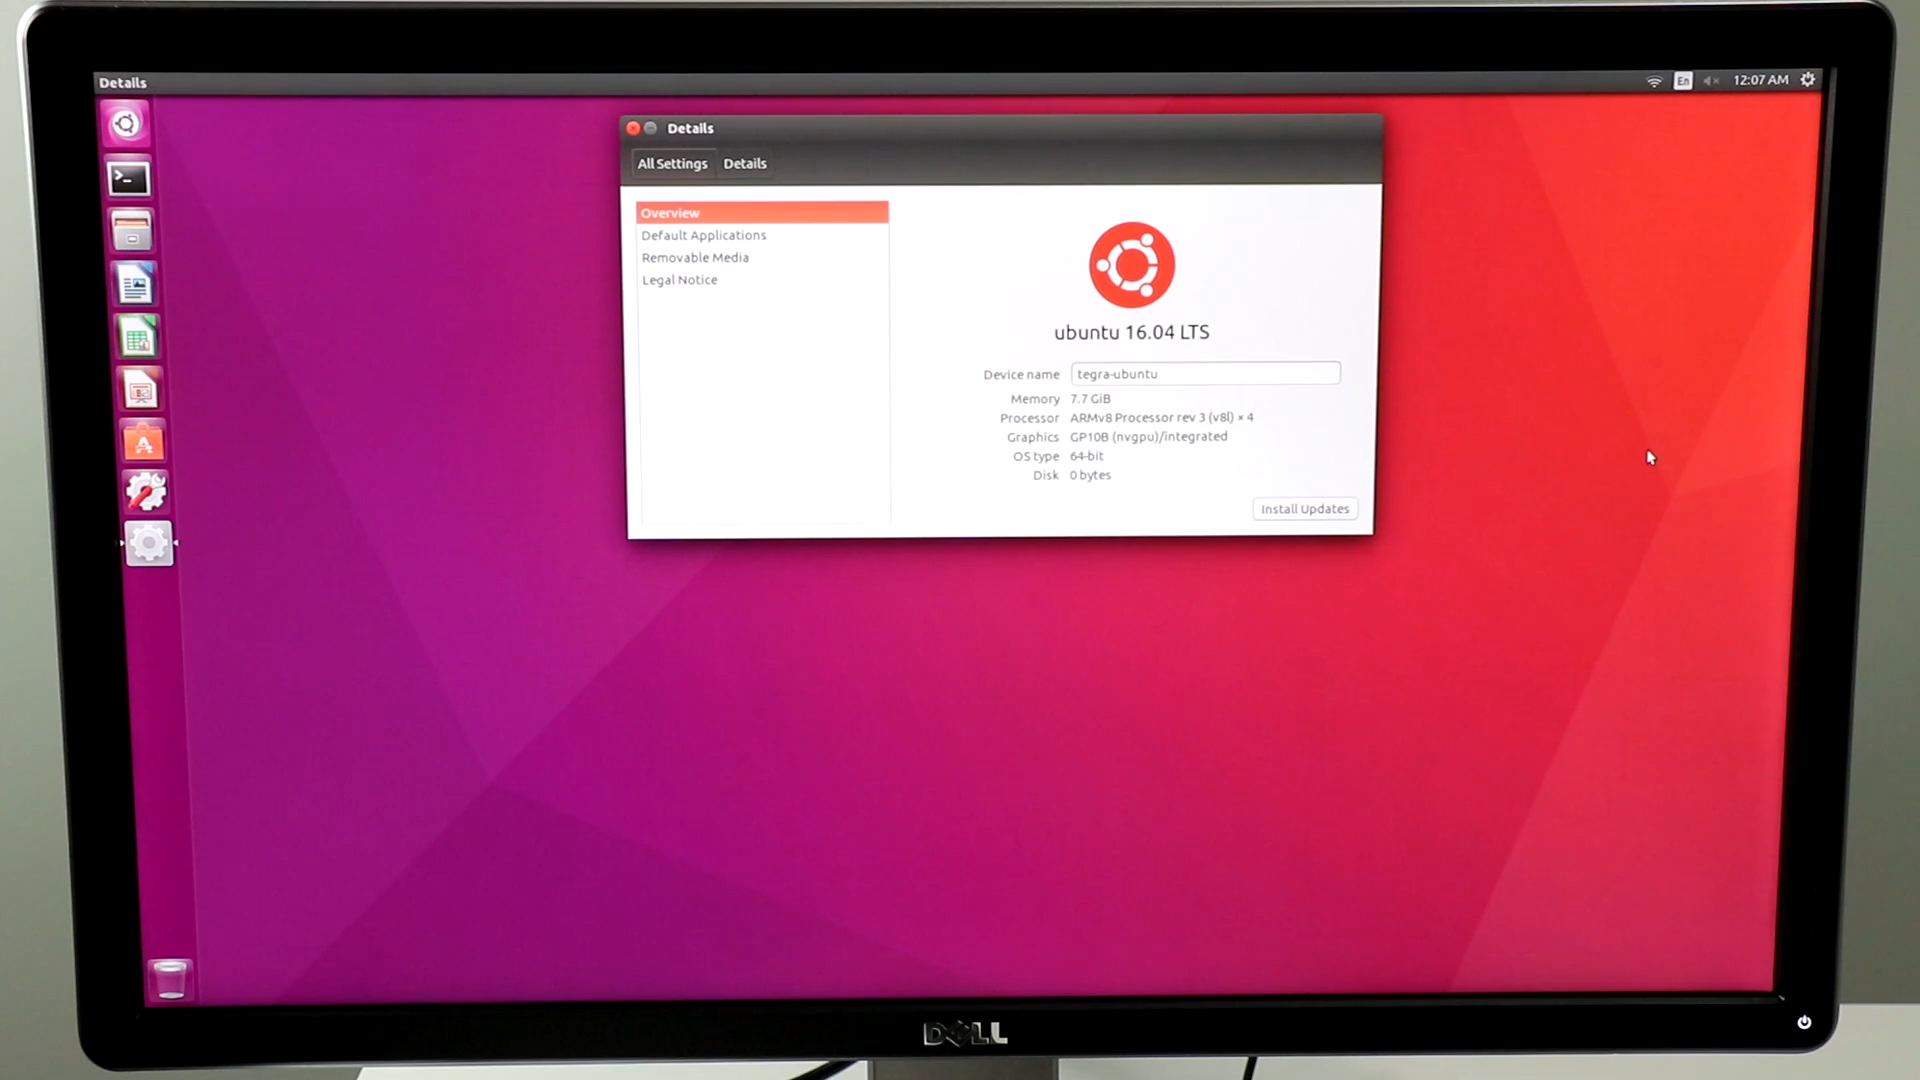 Details
En
12:07 AM
Details
All Settings
Details
Overview
Default Applications
Removable Media
Legal Notice
ubuntu 16.04 LTS
Device name tegra-ubuntu
Memory 7.7 GiB
Processor ARMv8 Processor rev 3 (v8l) × 4
Graphics GP10B (nvgpu)/integrated
OS type 64-bit
Disk 0 bytes
Install Updates
DELL